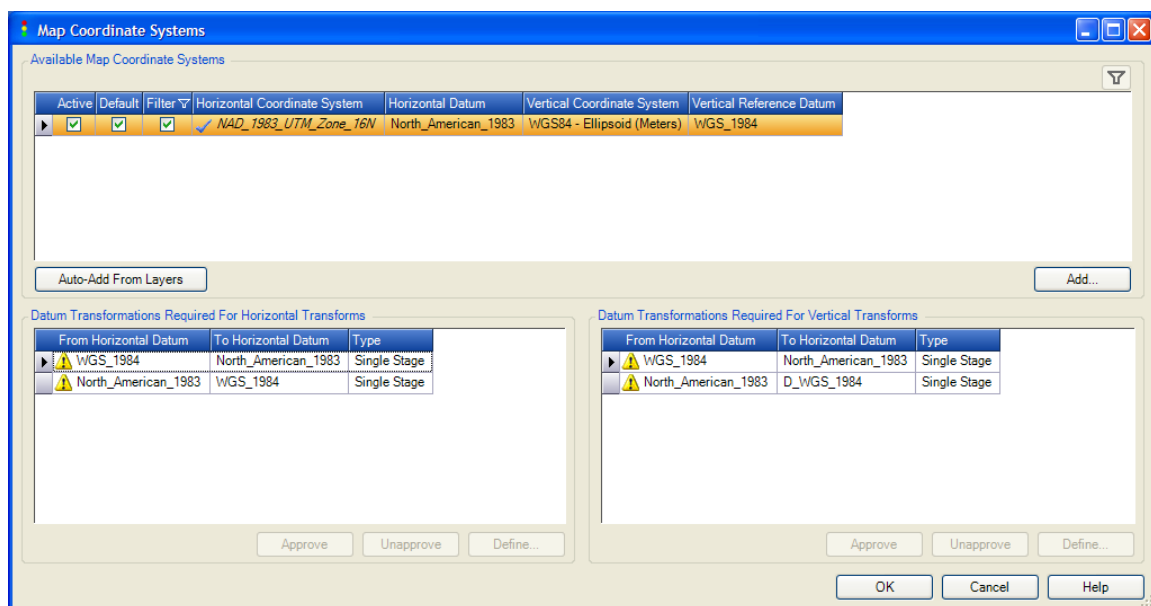 Map Coordinate Systems
Available Map Coordinate Systems
Active Default Filter Horizontal Coordinate System Horizontal Datum Vertical Coordinate System Vertical Reference Datum
NAD_1983_UTM_Zone_16N North_American_1983 WGS84 - Ellipsoid (Meters) WGS_1984
Auto-Add From Layers Add...
Datum Transformations Required For Horizontal Transforms
From Horizontal Datum To Horizontal Datum Type
WGS_1984 North_American_1983 Single Stage
North_American_1983 WGS_1984 Single Stage
Approve Unapprove Define...
Datum Transformations Required For Vertical Transforms
From Horizontal Datum To Horizontal Datum Type
WGS_1984 North_American_1983 Single Stage
North_American_1983 D_WGS_1984 Single Stage
Approve Unapprove Define...
OK Cancel Help